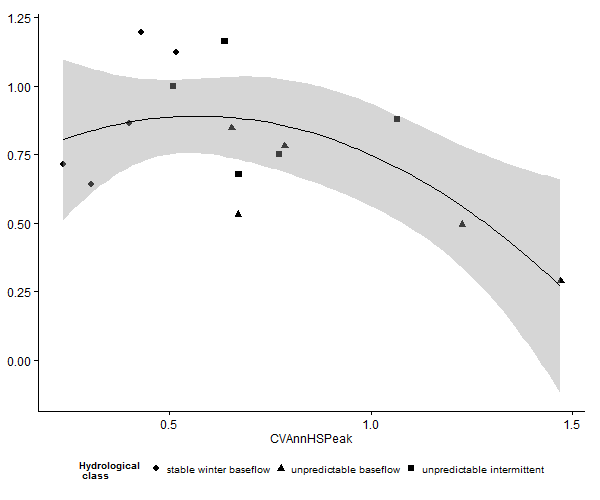 1.25
1.00
0.75
0.50
0.25
0.00
0.5 1.0 1.5
CVAnnHSPeak
Hydrological
class
stable winter baseflow unpredictable baseflow unpredictable intermittent